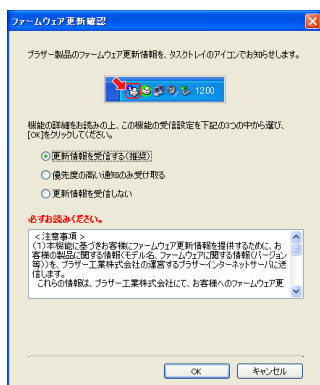 ファームウェア更新確認
ブラザー製品のファームウェア更新情報を、タスクトレイのアイコンでお知らせします。
12:00
機能の詳細をお読みの上、この機能の受信設定を下記の3つの中から選び、
[OK]をクリックしてください。
更新情報を受信する(推奨)
優先度の高い通知のみ受け取る
更新情報を受信しない
必ずお読みください。
<注意事項>
(1)本機能に基づきお客様にファームウェア更新情報を提供するために、お
客様の製品に関する情報(モデル名、ファームウェアに関する情報(バージョン
等))を、ブラザー工業株式会社の運営するブラザーインターネットサーバに送
信します。
これらの情報は、ブラザー工業株式会社にて、お客様へのファームウェア更
OK
キャンセル